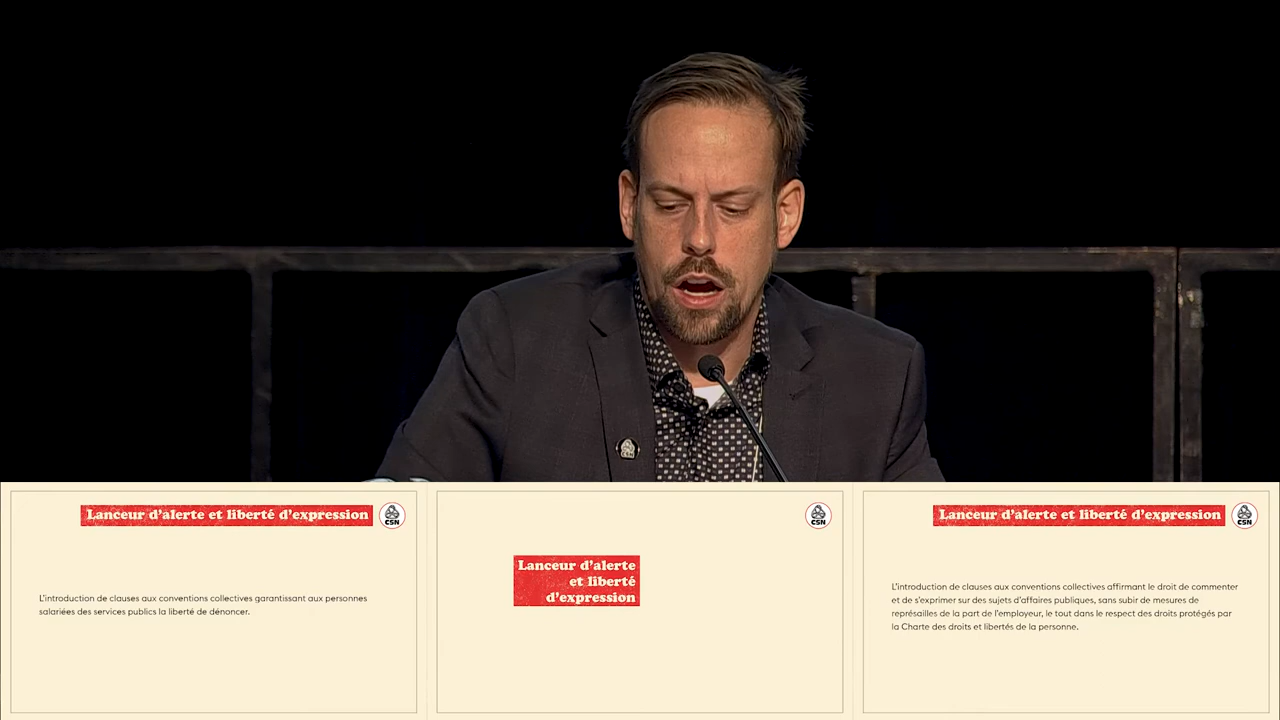 Lanceur d'alerte et liberté d'expression
CSN
L'introduction de clauses aux conventions collectives garantissant aux personnes
salariées des services publics la liberté de dénoncer.
CSN
Lanceur d'alerte
et liberté
d'expression
Lanceur d'alerte et liberté d'expression
CSN
L'introduction de clauses aux conventions collectives affirmant le droit de commenter
et de s'exprimer sur des sujets d'affaires publiques, sans subir de mesures de
représailles de la part de l'employeur, le tout dans le respect des droits protégés par
la Charte des droits et libertés de la personne.